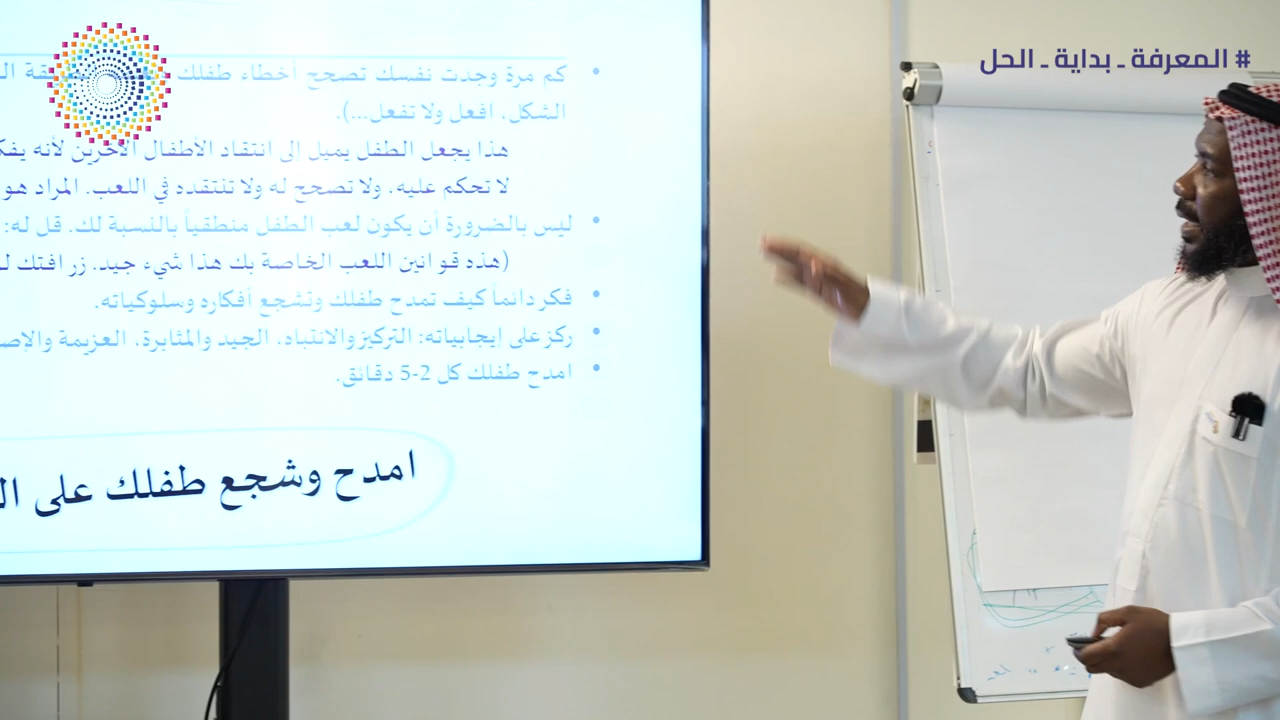 # المعرفة ـ بداية ـ الحل
• كم مرة وجدت نفسك تصحح أخطاء طفلك
الشكل، افعل ولا تفعل...).
هذا يجعل الطفل يميل إلى انتقاد الأطفال الآخرين لأنه
لا تحكم عليه، ولا تصحح له ولا تنتقده في اللعب. المراد هو
• ليس بالضرورة أن يكون لعب الطفل منطقياً بالنسبة لك. قل له:
(هذه قوانين اللعب الخاصة بك هذا شيء جيد. زرافتك
• فكر دائماً كيف تمدح طفلك وتشجع أفكاره وسلوكياته.
• ركز على إيجابياته: التركيز والانتباه، الجيد والمثابرة، العزيمة
• امدح طفلك كل 2-5 دقائق.
امدح وشجع طفلك على